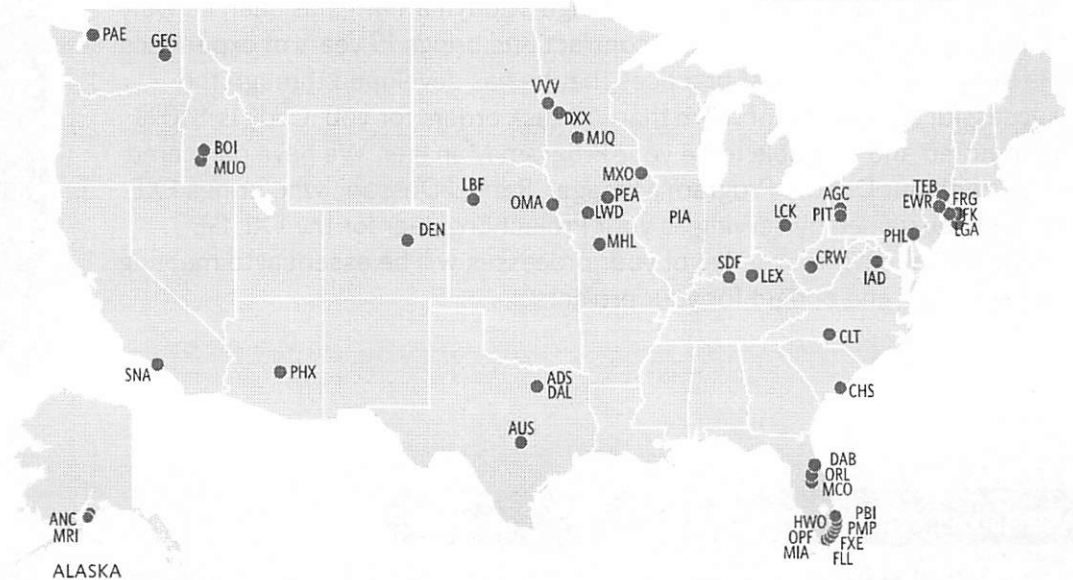 PAE
GEG
VVV
DXX
MJQ
BOI
MUO
MXO
LBF
OMA
PEA
LWD
PIA
LCK
AGC
PIT
TEB
EWR
FRG
JFK
LGA
PHL
DEN
MHL
SDF
LEX
CRW
IAD
CLT
SNA
PHX
ADS
DAL
CHS
AUS
DAB
ORL
MCO
ANC
MRI
HWO
OPF
MIA
PBI
PMP
FXE
FLL
ALASKA